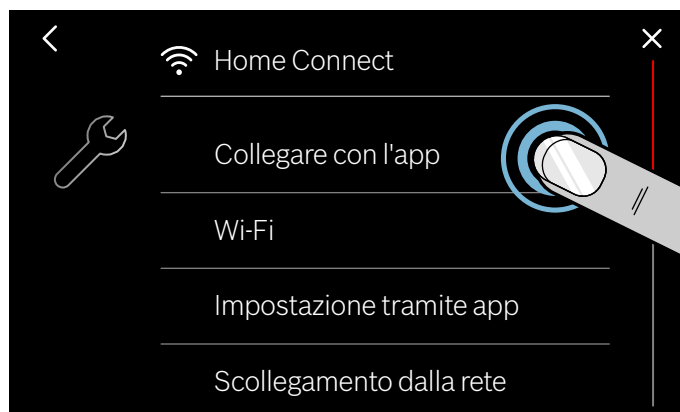 Home Connect
Collegare con l'app
Wi-Fi
Impostazione tramite app
Scollegamento dalla rete